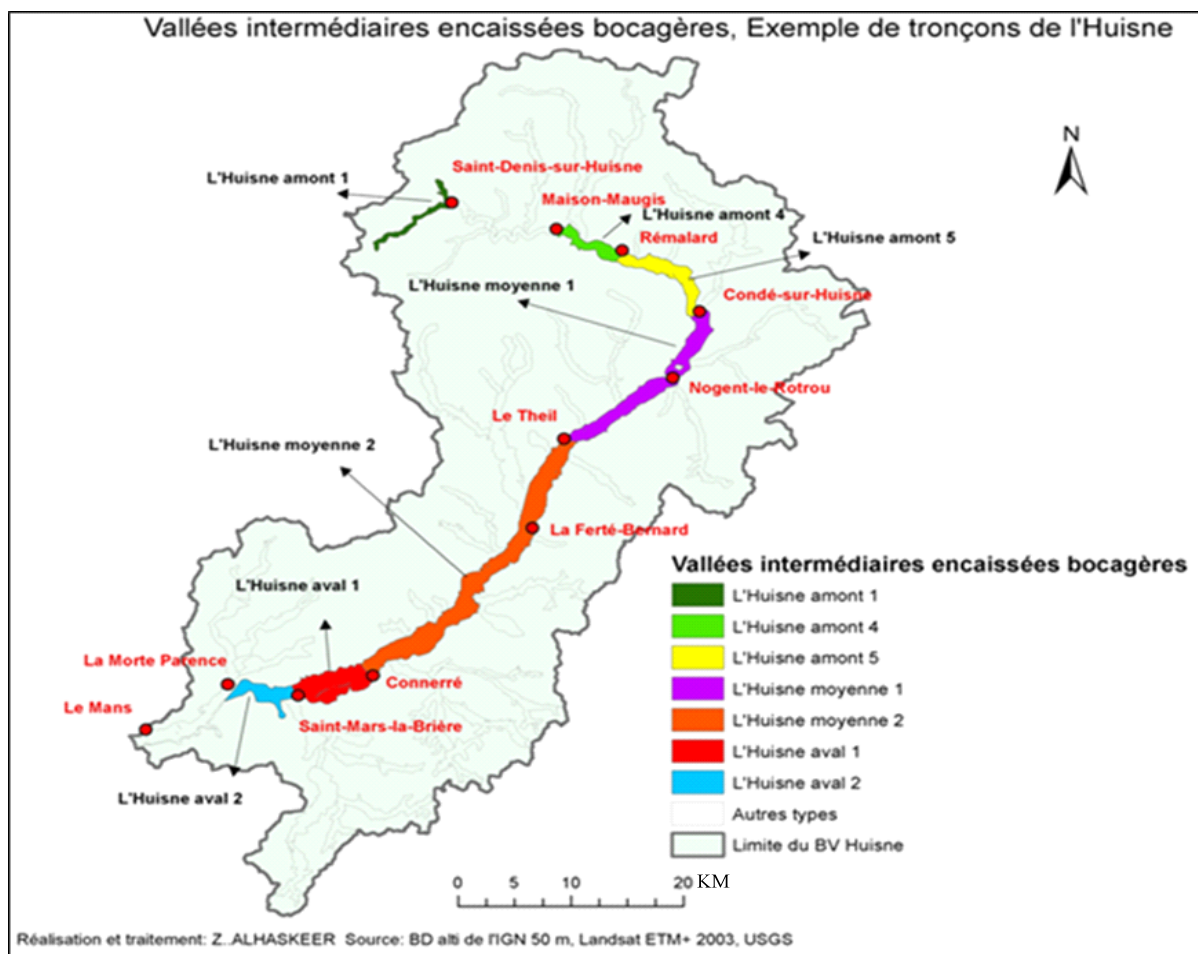 Vallées intermédiaires encaissées bocagères, Exemple de tronçons de l'Huisne
N
Saint-Denis-sur-Huisne
L'Huisne amont 1
Maison-Maugis
L'Huisne amont 4
Rémalard
L'Huisne amont 5
L'Huisne moyenne 1
Condé-sur-Huisne
Nogent-le-Rotrou
Le Theil
L'Huisne moyenne 2
La Ferté-Bernard
L'Huisne aval 1
La Morte Parence
Connerré
Le Mans
Saint-Mars-la-Brière
L'Huisne aval 2
Vallées intermédiaires encaissées bocagères
L'Huisne amont 1
L'Huisne amont 4
L'Huisne amont 5
L'Huisne moyenne 1
L'Huisne moyenne 2
L'Huisne aval 1
L'Huisne aval 2
Autres types
Limite du BV Huisne
0 5 10 20 KM
Réalisation et traitement: Z..ALHASKEER Source: BD alti de l'IGN 50 m, Landsat ETM+ 2003, USGS